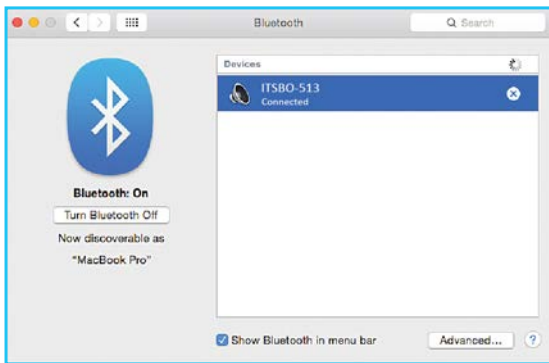 Bluetooth
Search
Devices
ITSBO-513
Connected
Bluetooth: On
Turn Bluetooth Off
Now discoverable as
"MacBook Pro"
Show Bluetooth in menu bar
Advanced...
?